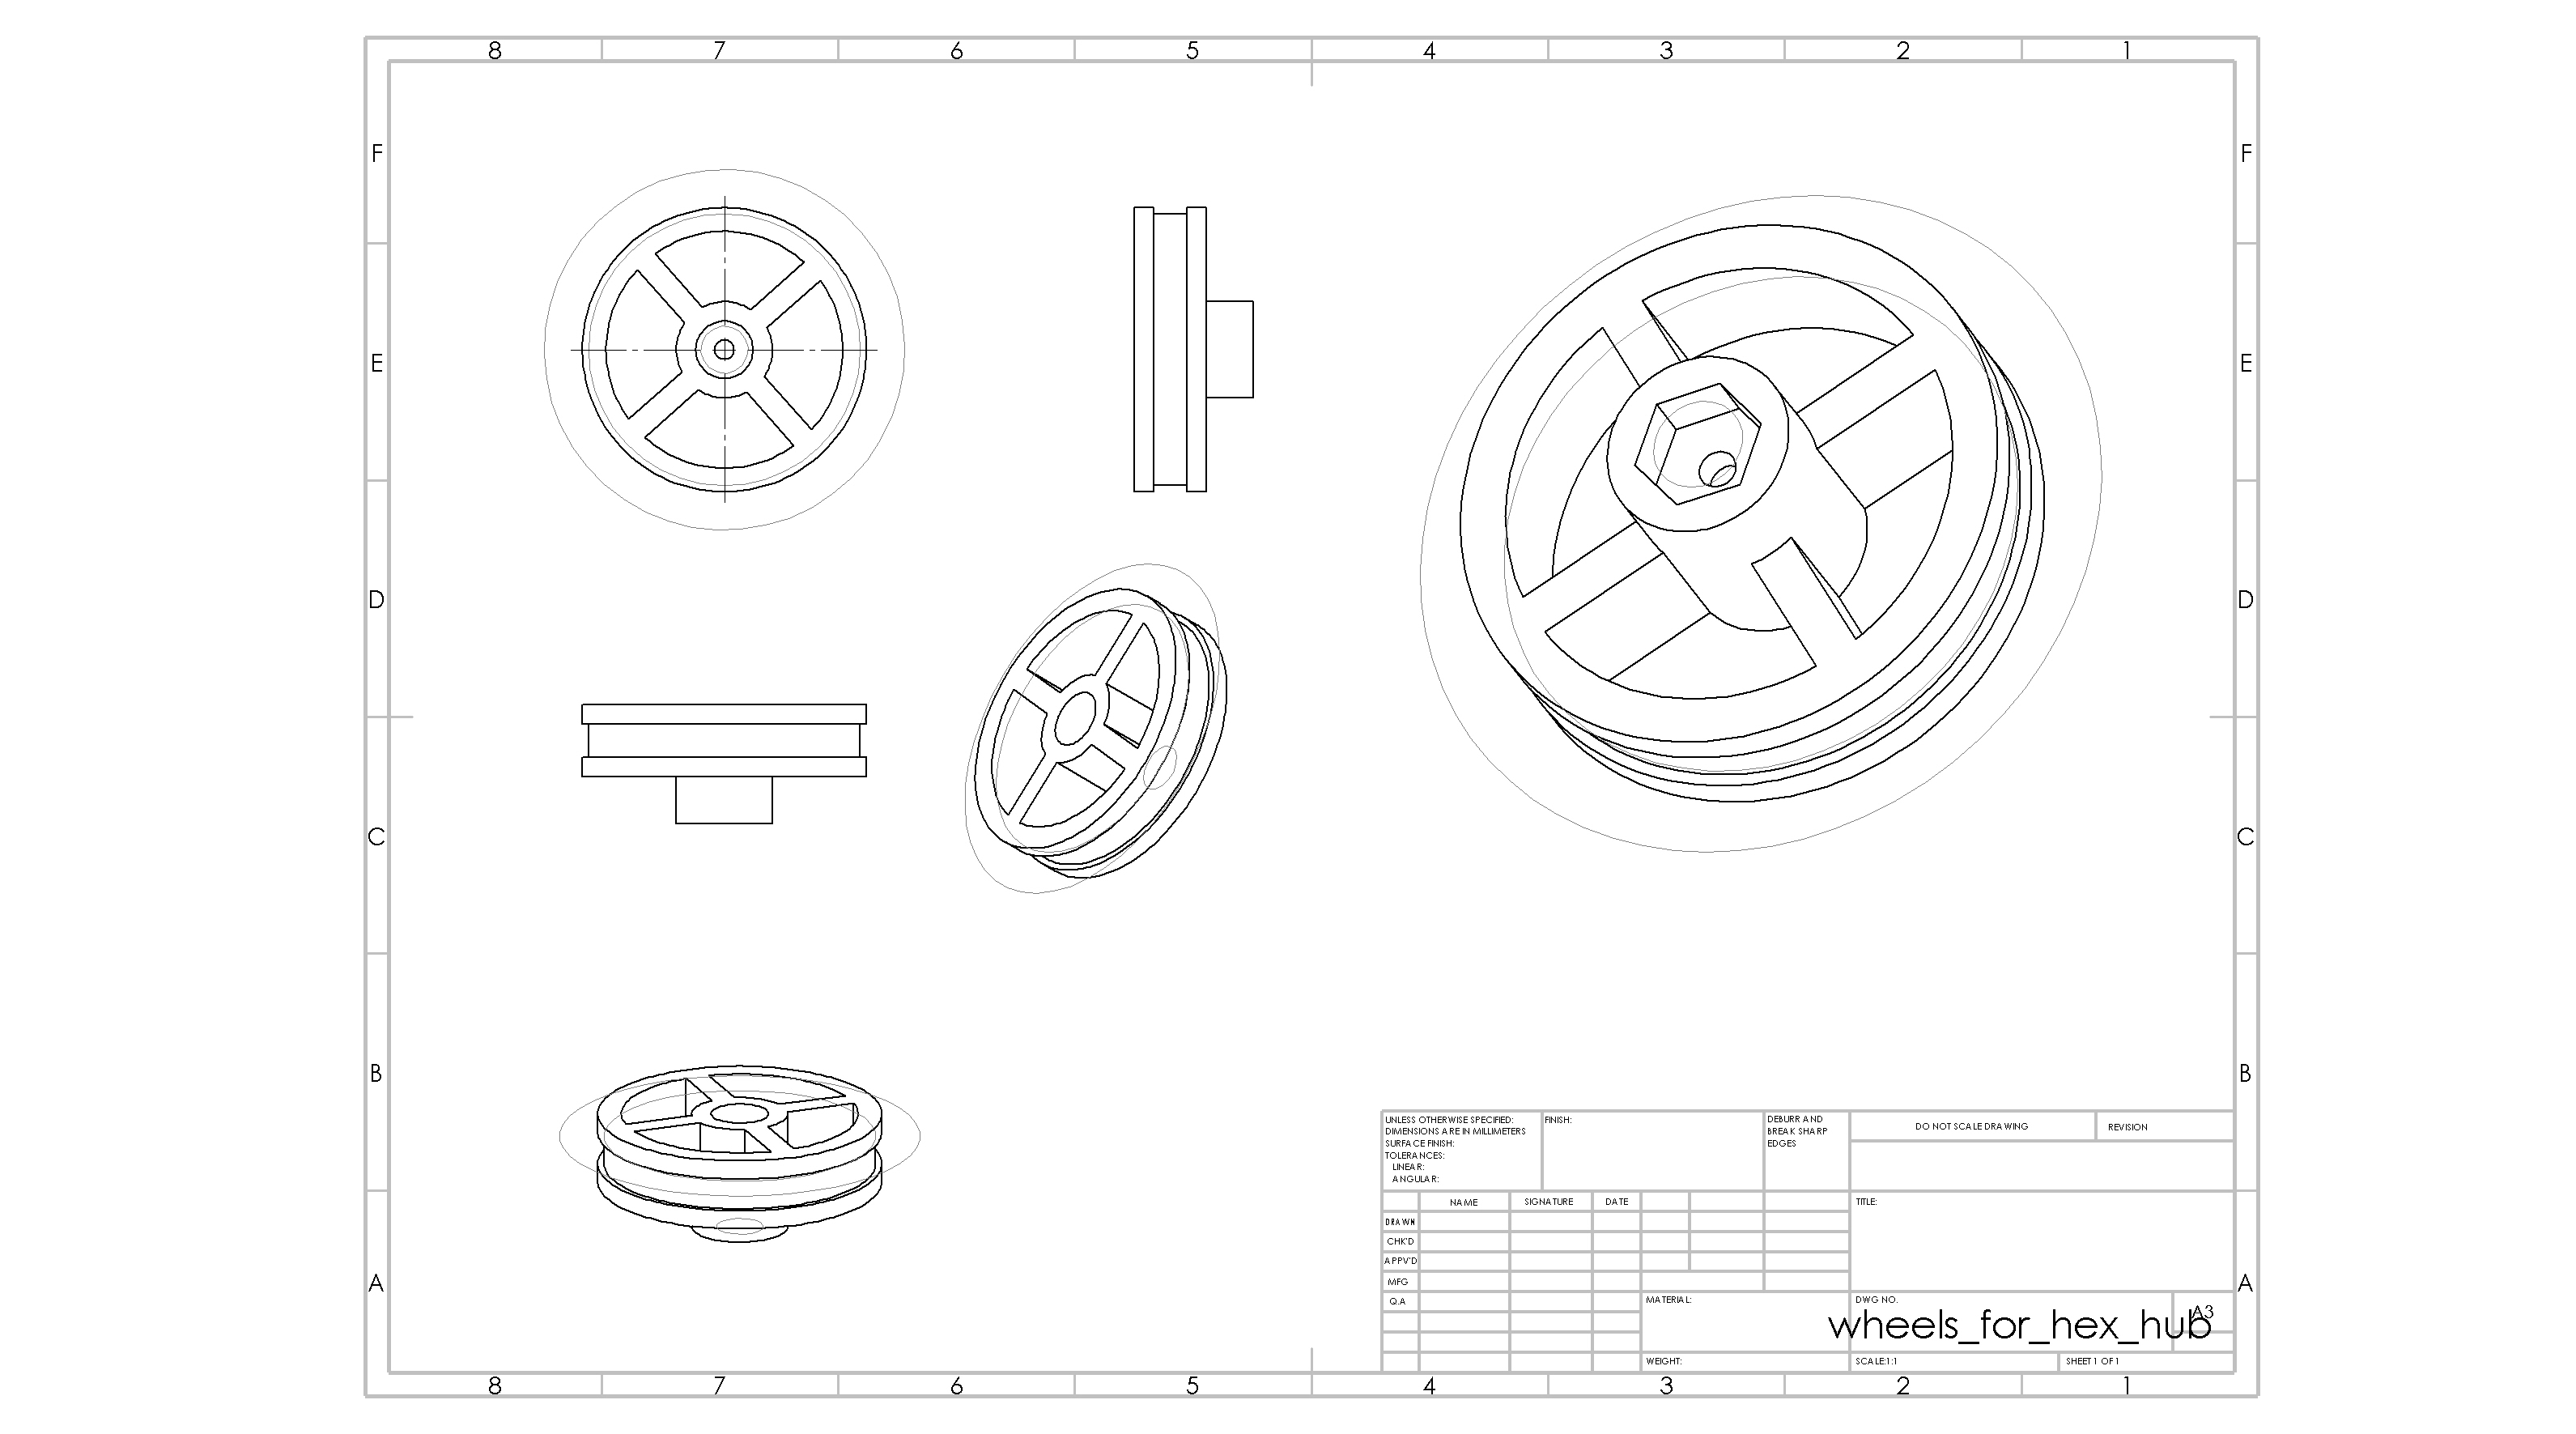 8 7 6 5 4 3 2 1
F F
E E
D D
C C
B B
A A
UNLESS OTHERWISE SPECIFIED:
DIMENSIONS ARE IN MILLIMETERS
SURFACE FINISH:
TOLERANCES:
LINEAR:
ANGULAR:
FINISH:
DEBURR AND
BREAK SHARP
EDGES
DO NOT SCALE DRAWING
REVISION
NAME SIGNATURE DATE
DRAWN
CHK'D
APPV'D
MFG
Q.A
TITLE:
MATERIAL:
DWG NO.
wheels_for_hex_hub
A3
WEIGHT:
SCALE:1:1
SHEET 1 OF 1
8 7 6 5 4 3 2 1